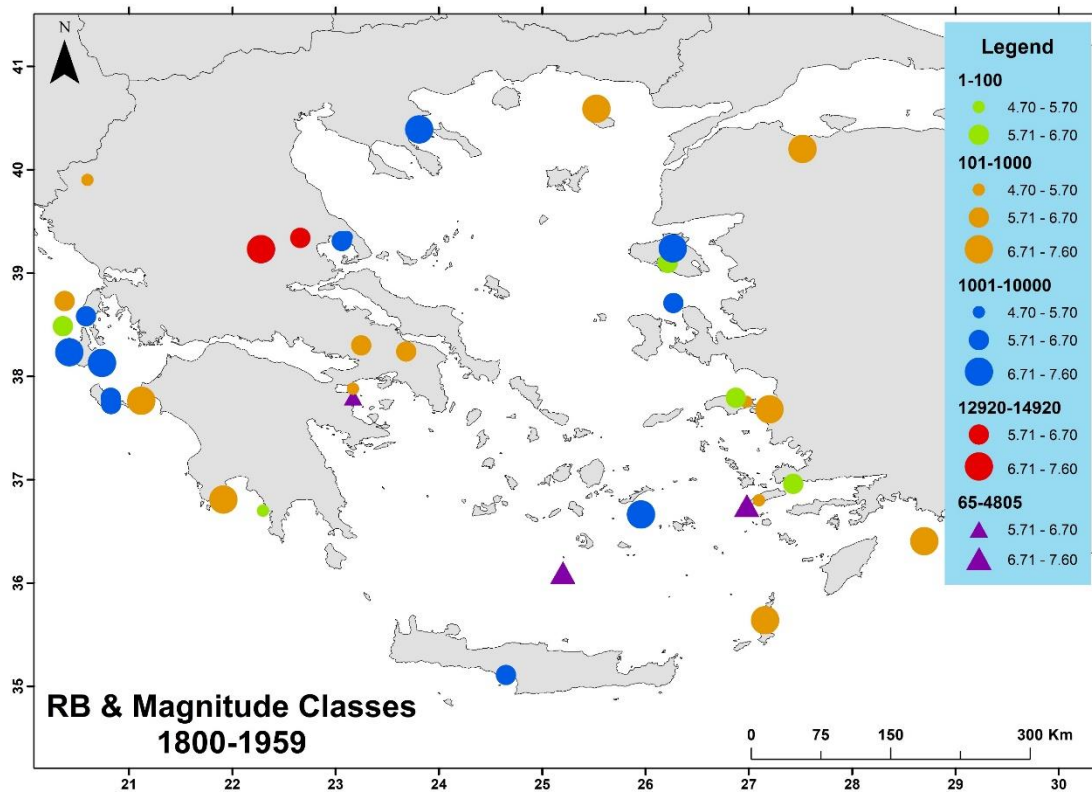 N
Legend
1-100
4.70 - 5.70
5.71 - 6.70
101-1000
4.70 - 5.70
5.71 - 6.70
6.71 - 7.60
1001-10000
4.70 - 5.70
5.71 - 6.70
6.71 - 7.60
12920-14920
5.71 - 6.70
6.71 - 7.60
65-4805
5.71 - 6.70
6.71 - 7.60
41
40
39
38
37
36
35
RB & Magnitude Classes
1800-1959
0 75 150 300 Km
21 22 23 24 25 26 27 28 29 30